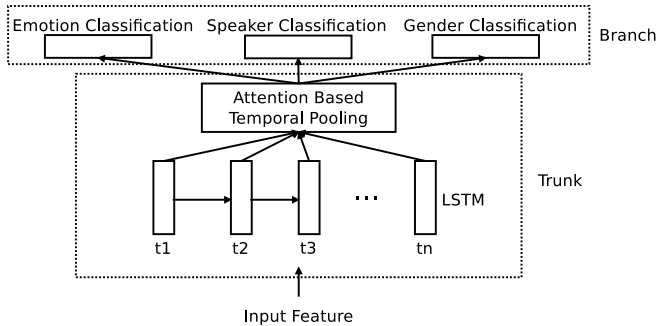 Emotion Classification
Speaker Classification
Gender Classification
Branch
Attention Based
Temporal Pooling
Trunk
LSTM
...
t1
t2
t3
tn
Input Feature